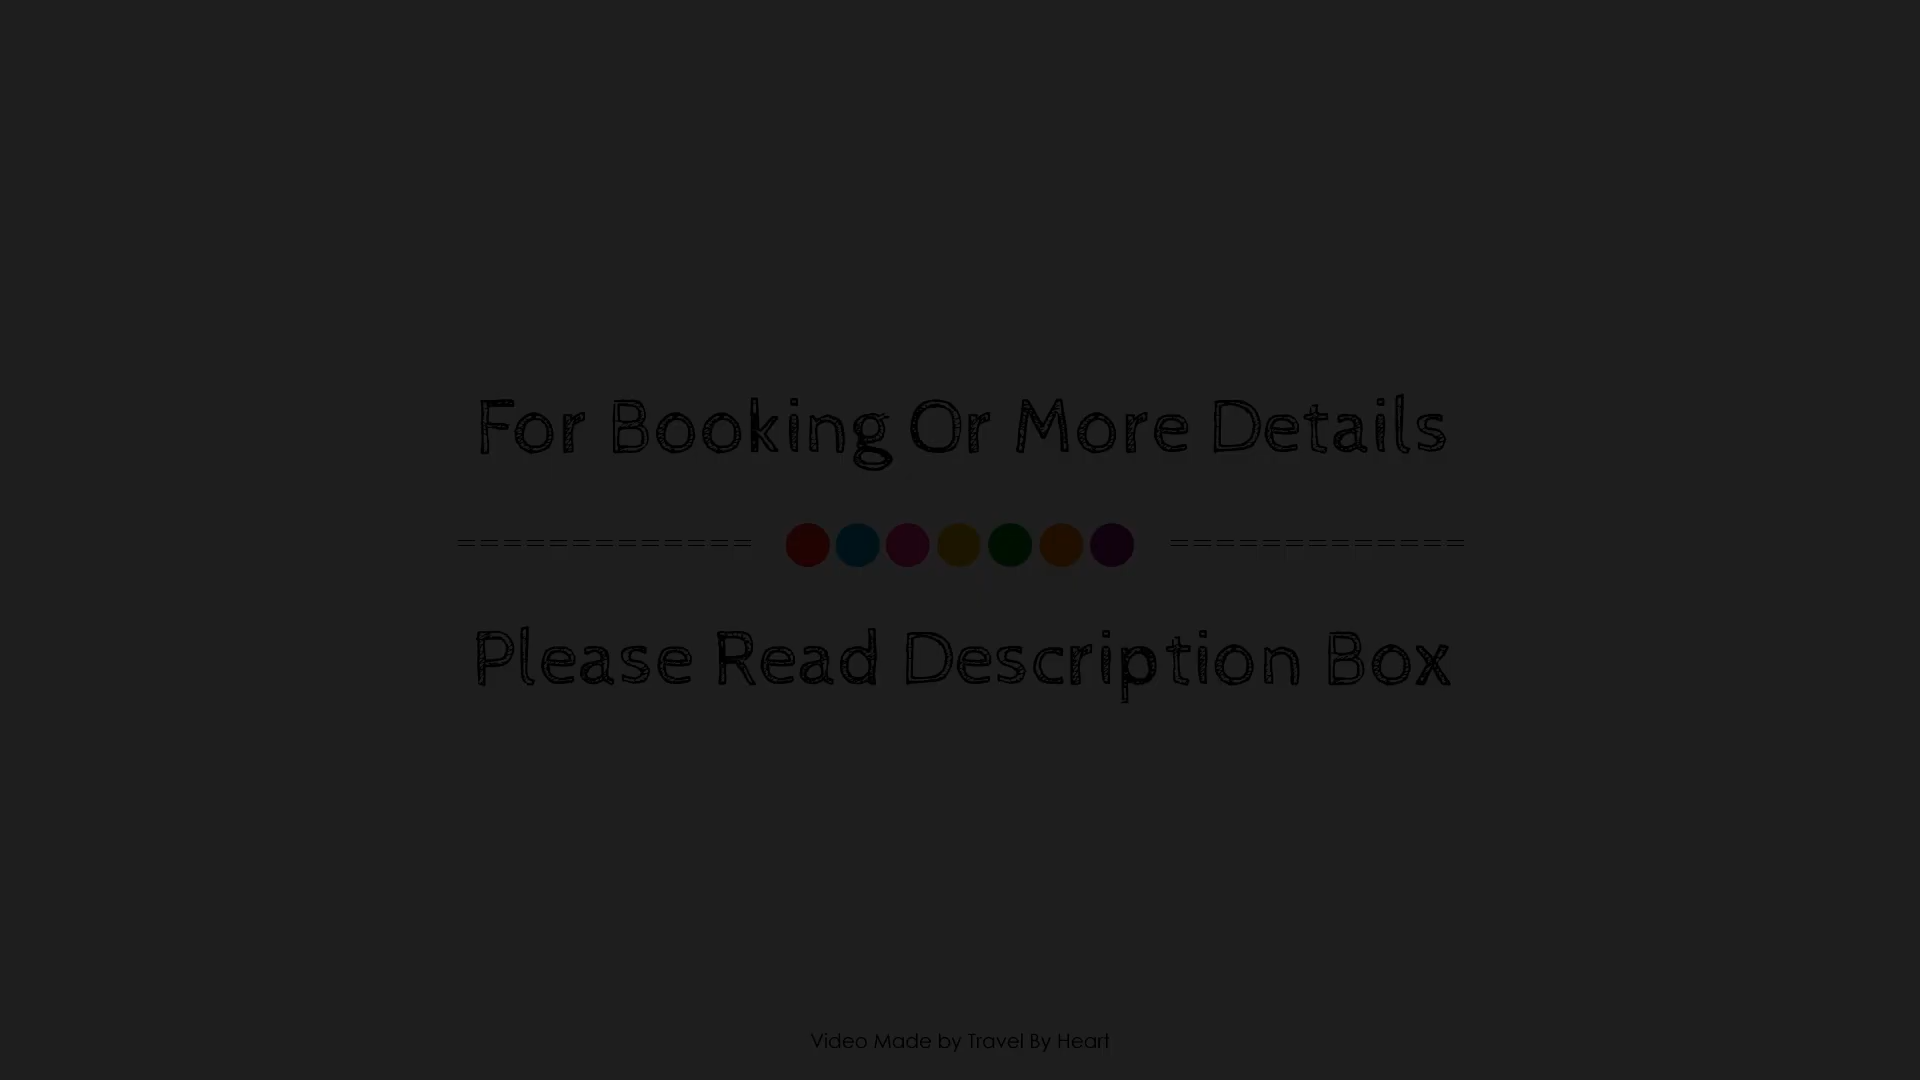 For Booking Or More Details
============= =============
Please Read Description Box
Video Made by Travel By Heart